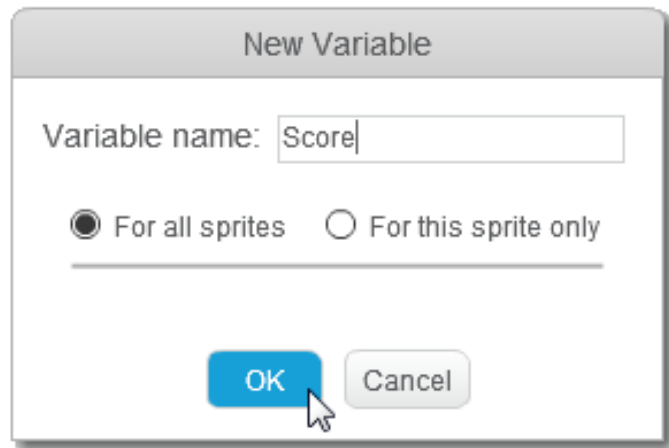 New Variable
Variable name: Score
For all sprites For this sprite only
OK Cancel